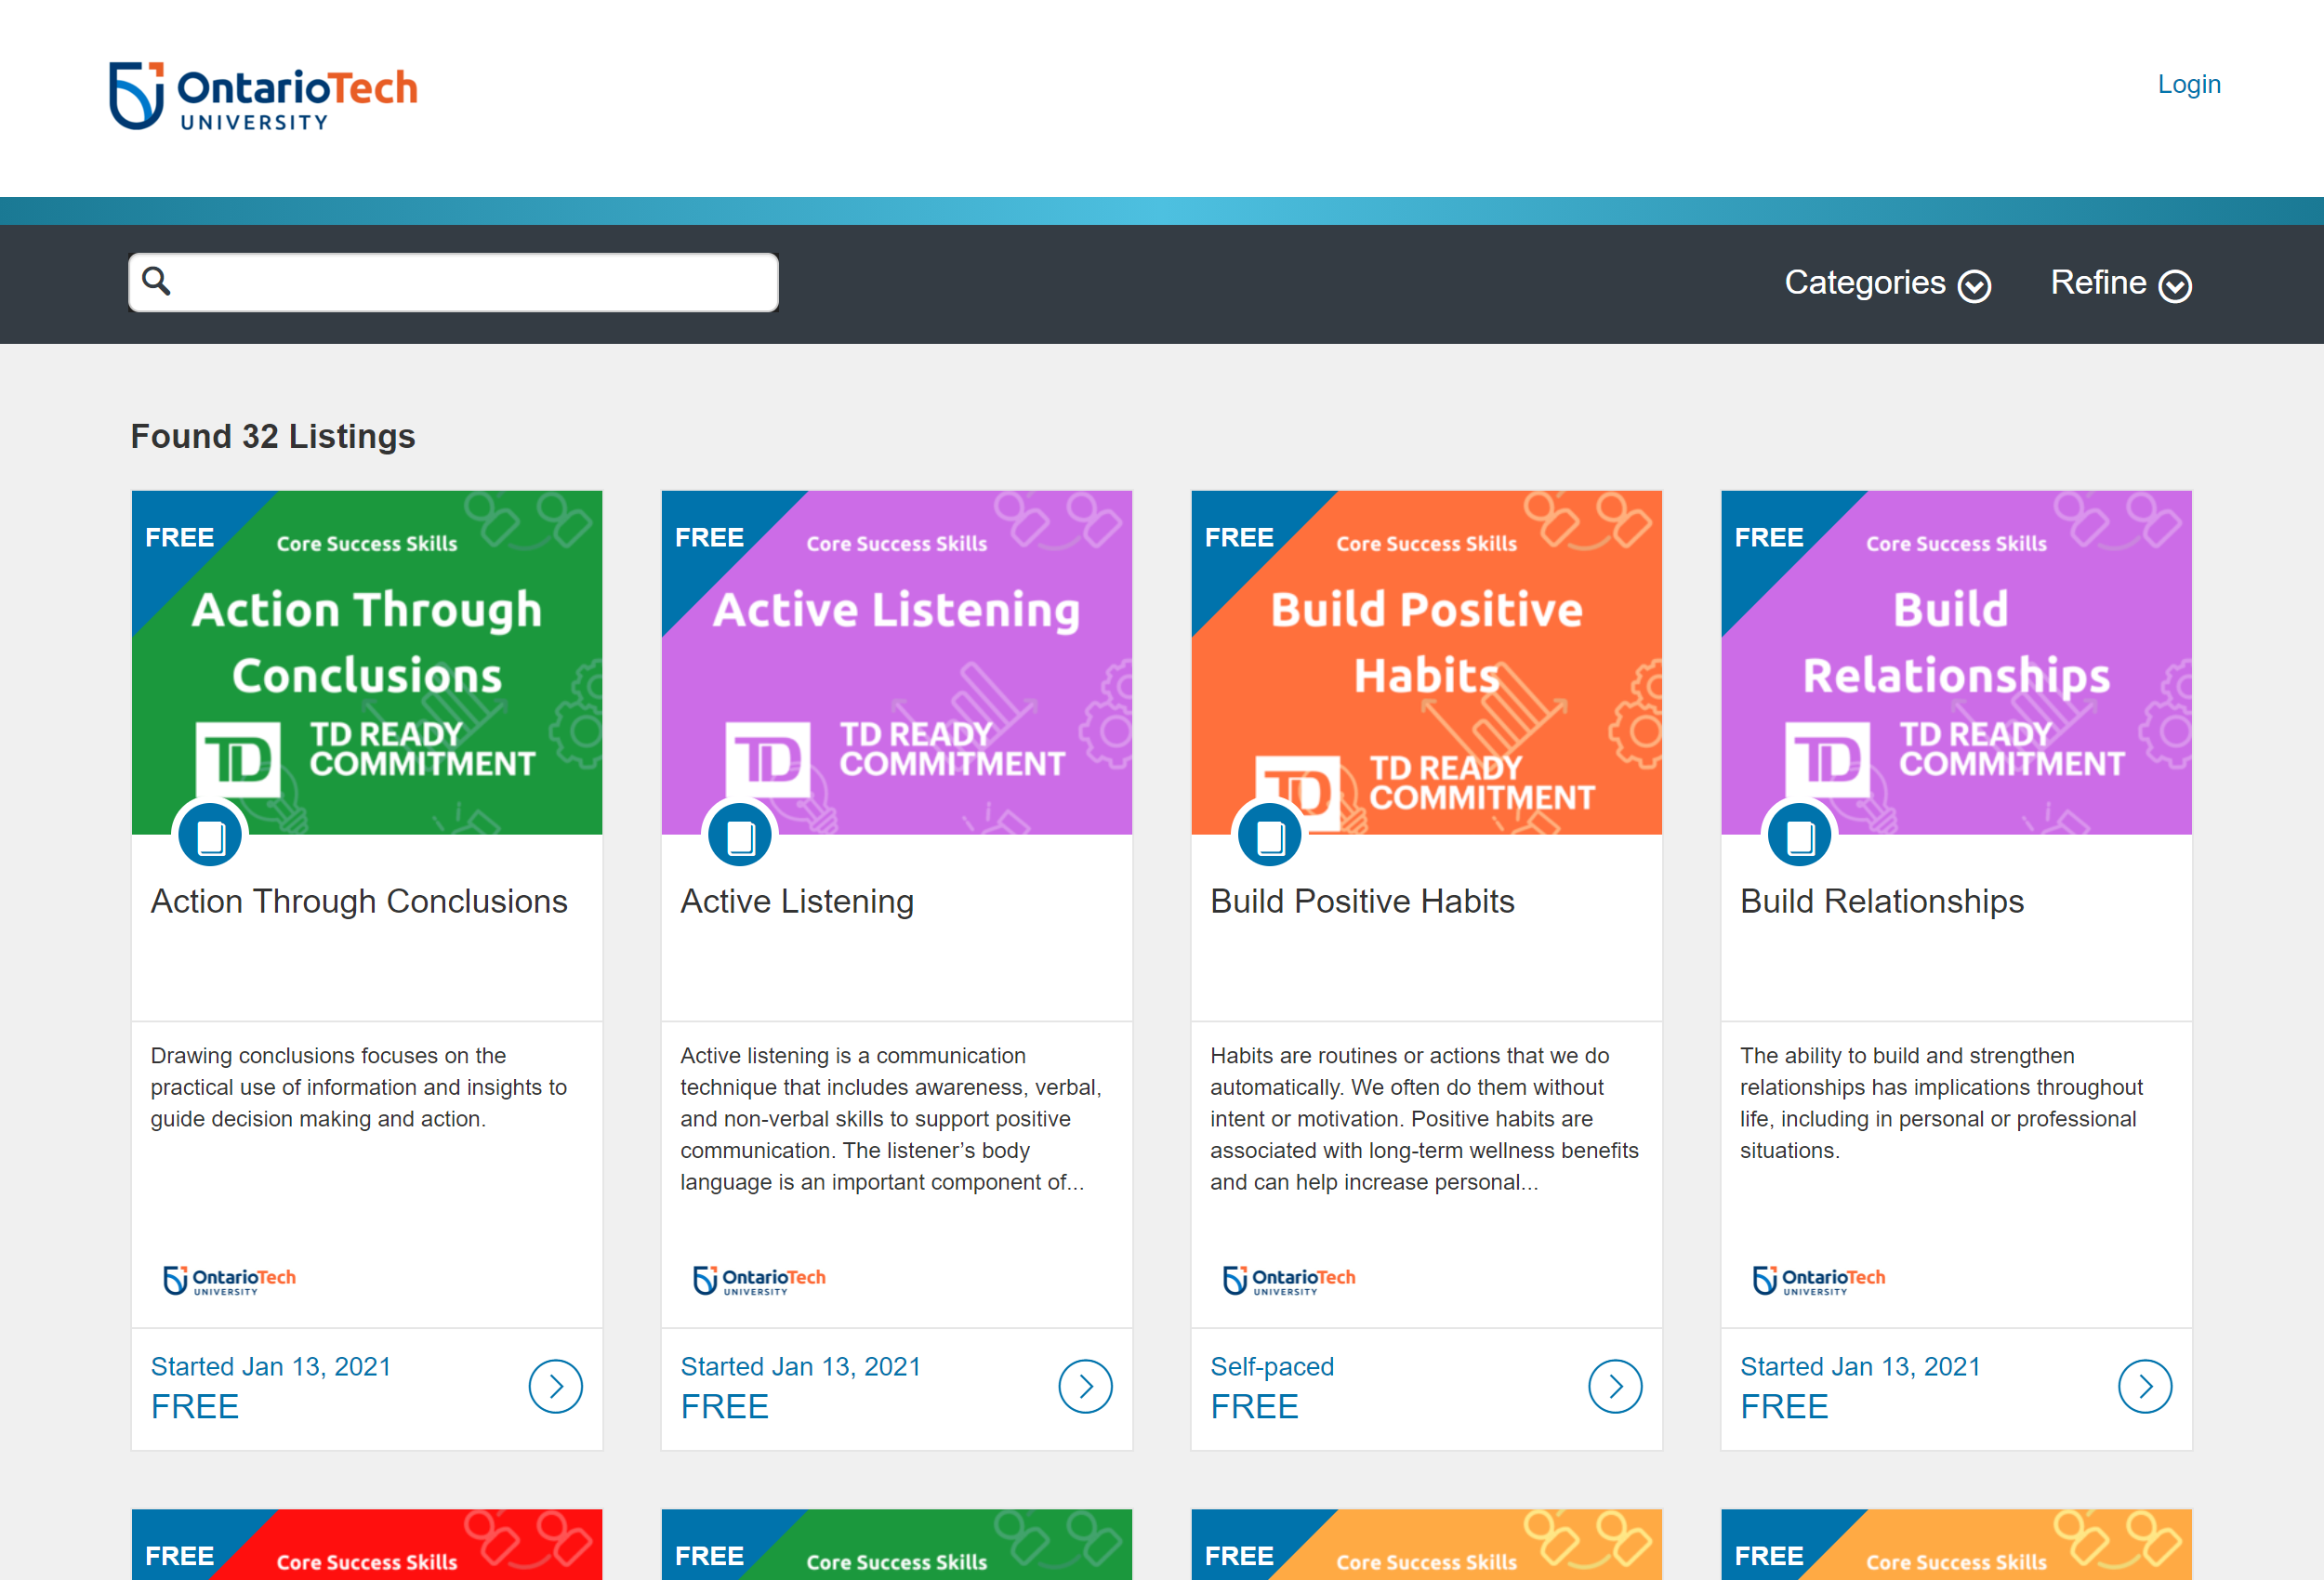 OntarioTech
UNIVERSITY
Login
Categories
Refine
Found 32 Listings
FREE
Core Success Skills
Action Through
Conclusions
TD
TD READY
COMMITMENT
Action Through Conclusions
Drawing conclusions focuses on the
practical use of information and insights to
guide decision making and action.
OntarioTech
UNIVERSITY
Started Jan 13, 2021
FREE
FREE
Core Success Skills
Active Listening
TD
TD READY
COMMITMENT
Active Listening
Active listening is a communication
technique that includes awareness, verbal,
and non-verbal skills to support positive
communication. The listener’s body
language is an important component of...
OntarioTech
UNIVERSITY
Started Jan 13, 2021
FREE
FREE
Core Success Skills
Build Positive
Habits
TD
TD READY
COMMITMENT
Build Positive Habits
Habits are routines or actions that we do
automatically. We often do them without
intent or motivation. Positive habits are
associated with long-term wellness benefits
and can help increase personal...
OntarioTech
UNIVERSITY
Self-paced
FREE
FREE
Core Success Skills
Build
Relationships
TD
TD READY
COMMITMENT
Build Relationships
The ability to build and strengthen
relationships has implications throughout
life, including in personal or professional
situations.
OntarioTech
UNIVERSITY
Started Jan 13, 2021
FREE
FREE
Core Success Skills
FREE
Core Success Skills
FREE
Core Success Skills
FREE
Core Success Skills